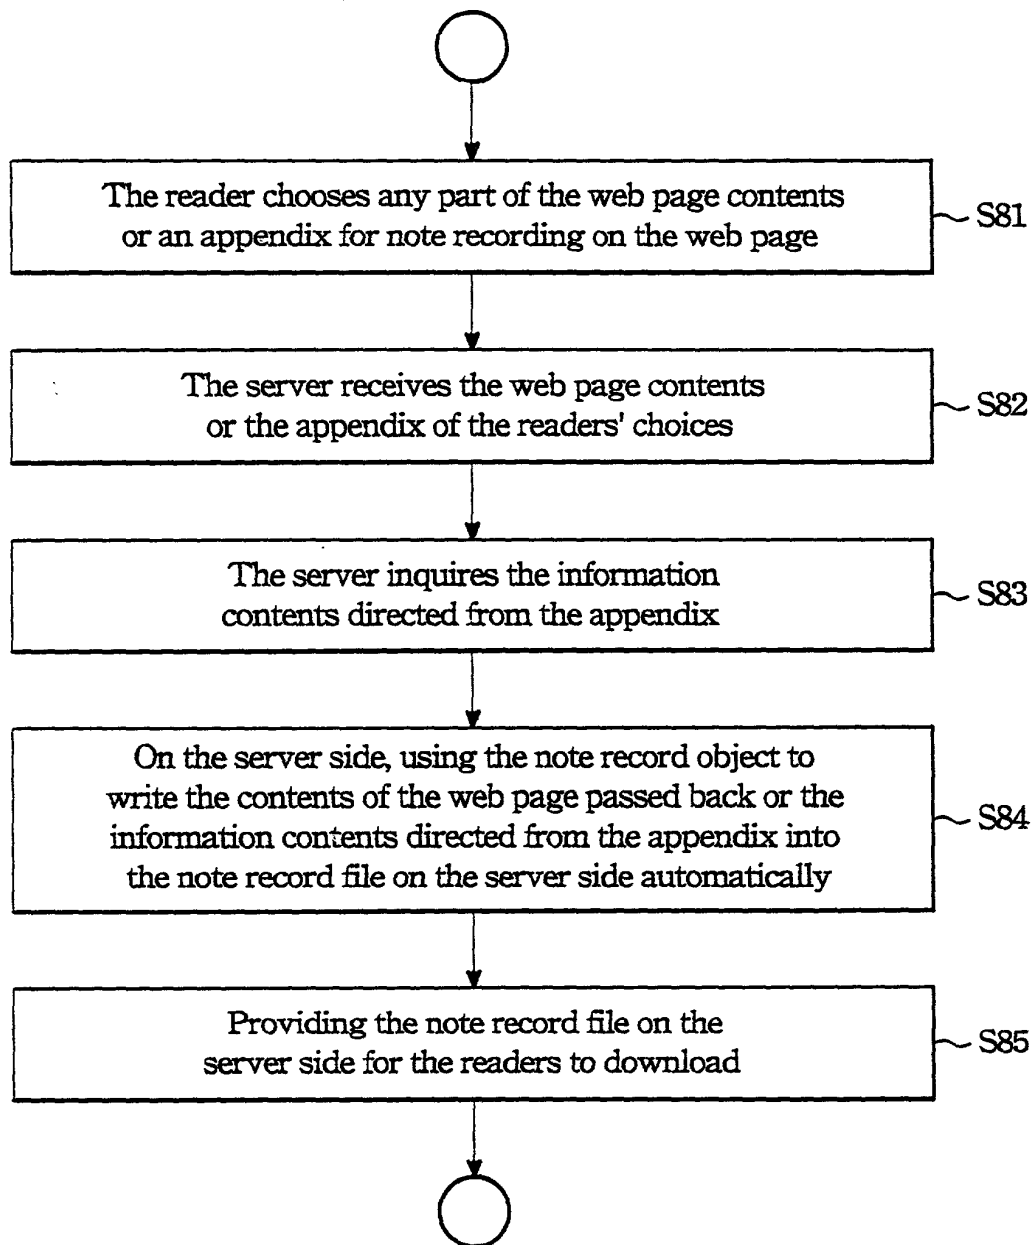 The reader chooses any part of the web page contents
or an appendix for note recording on the web page
S81
The server receives the web page contents
or the appendix of the readers' choices
S82
The server inquires the information
contents directed from the appendix
S83
On the server side, using the note record object to
write the contents of the web page passed back or the
information contents directed from the appendix into
the note record file on the server side automatically
S84
Providing the note record file on the
server side for the readers to download
S85